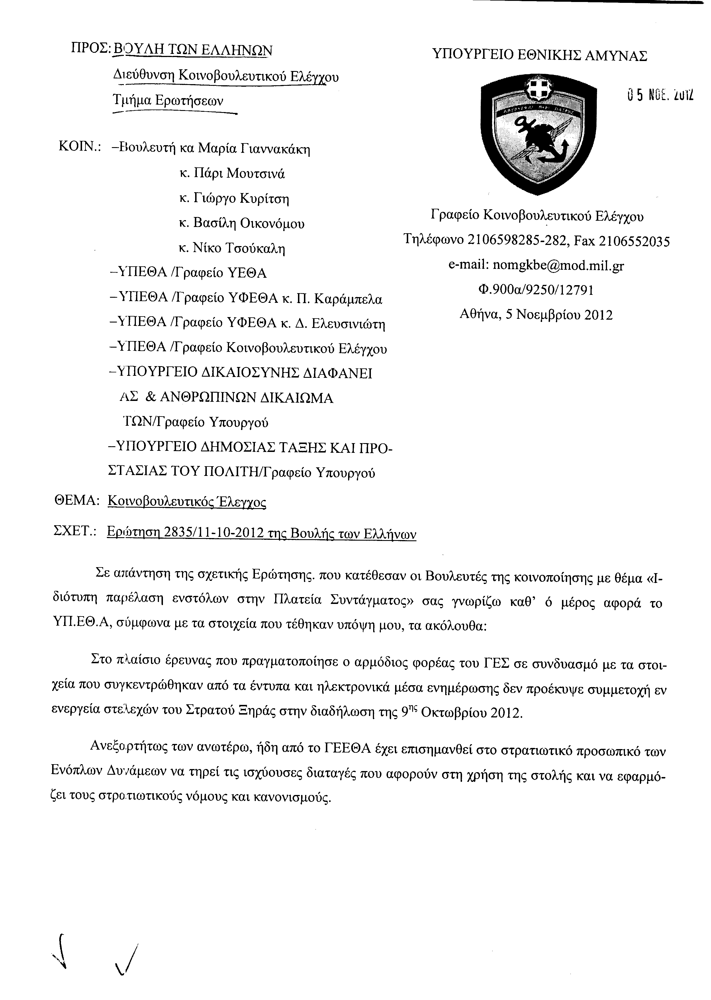 ΠΡΟΣ: ΒΟΥΛΗ ΤΩΝ ΕΛΛΗΝΩΝ
Διεύθυνση Κοινοβουλευτικού Ελέγχου
Τμήμα Ερωτήσεων
ΚΟΙΝ.: –Βουλευτή κα Μαρία Γιαννακάκη
κ. Πάρι Μουτσινά
κ. Γιώργο Κυρίτση
κ. Βασίλη Οικονόμου
κ. Νίκο Τσούκαλη
–ΥΠΕΘΑ /Γραφείο ΥΕΘΑ
–ΥΠΕΘΑ /Γραφείο ΥΦΕΘΑ κ. Π. Καράμπελα
–ΥΠΕΘΑ /Γραφείο ΥΦΕΘΑ κ. Δ. Ελευσινιώτη
–ΥΠΕΘΑ /Γραφείο Κοινοβουλευτικού Ελέγχου
–ΥΠΟΥΡΓΕΙΟ ΔΙΚΑΙΟΣΥΝΗΣ ΔΙΑΦΑΝΕΙ
ΑΣ & ΑΝΘΡΩΠΙΝΩΝ ΔΙΚΑΙΩΜΑ
ΤΩΝ/Γραφείο Υπουργού
–ΥΠΟΥΡΓΕΙΟ ΔΗΜΟΣΙΑΣ ΤΑΞΗΣ ΚΑΙ ΠΡΟ-
ΣΤΑΣΙΑΣ ΤΟΥ ΠΟΛΙΤΗ/Γραφείο Υπουργού
ΥΠΟΥΡΓΕΙΟ ΕΘΝΙΚΗΣ ΑΜΥΝΑΣ
05 ΝΟΕ. 2012
Γραφείο Κοινοβουλευτικού Ελέγχου
Τηλέφωνο 2106598285-282, Fax 2106552035
e-mail: nomgkbe@mod.mil.gr
Φ.900α/9250/12791
Αθήνα, 5 Νοεμβρίου 2012
ΘΕΜΑ: Κοινοβουλευτικός Έλεγχος
ΣΧΕΤ.: Ερώτηση 2835/11-10-2012 της Βουλής των Ελλήνων
Σε απάντηση της σχετικής Ερώτησης. που κατέθεσαν οι Βουλευτές της κοινοποίησης με θέμα «Ι-
διότυπη παρέλαση ενστόλων στην Πλατεία Συντάγματος» σας γνωρίζω καθ’ ό μέρος αφορά το
ΥΠ.ΕΘ.Α, σύμφωνα με τα στοιχεία που τέθηκαν υπόψη μου, τα ακόλουθα:
Στο πλαίσιο έρευνας που πραγματοποίησε ο αρμόδιος φορέας του ΓΕΣ σε συνδυασμό με τα στοι-
χεία που συγκεντρώθηκαν από τα έντυπα και ηλεκτρονικά μέσα ενημέρωσης δεν προέκυψε συμμετοχή εν
ενεργεία στελεχών του Στρατού Ξηράς στην διαδήλωση της 9ης Οκτωβρίου 2012.
Ανεξαρτήτως των ανωτέρω, ήδη από το ΓΕΕΘΑ έχει επισημανθεί στο στρατιωτικό προσωπικό των
Ενόπλων Δυνάμεων να τηρεί τις ισχύουσες διαταγές που αφορούν στη χρήση της στολής και να εφαρμό-
ζει τους στρατιωτικούς νόμους και κανονισμούς.